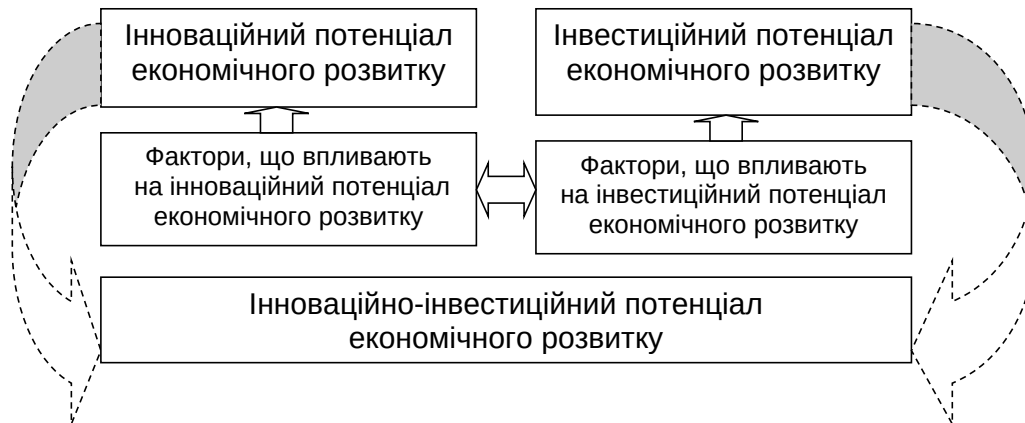 Інноваційний потенціал
економічного розвитку
Інвестиційний потенціал
економічного розвитку
Фактори, що впливають
на інноваційний потенціал
економічного розвитку
Фактори, що впливають
на інвестиційний потенціал
економічного розвитку
Інноваційно-інвестиційний потенціал
економічного розвитку